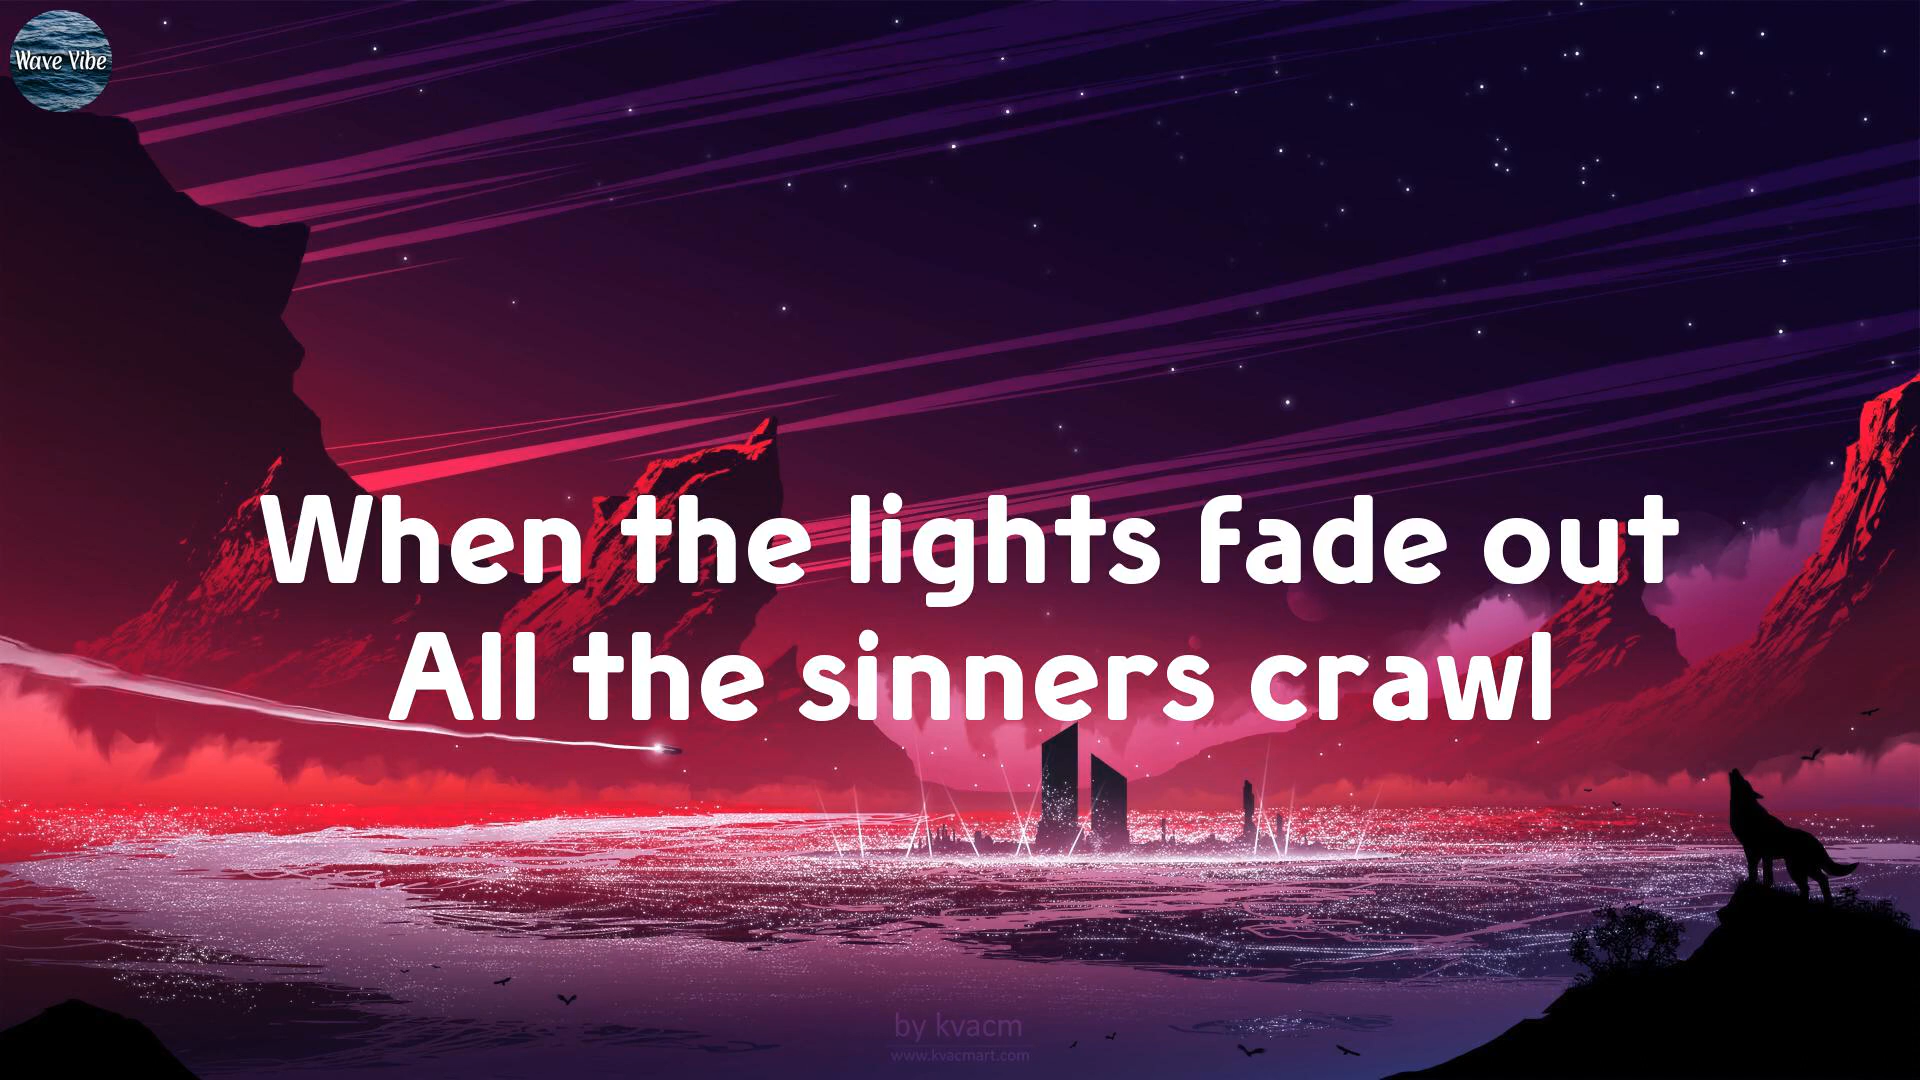 Wave Vibe
When the lights fade out
All the sinners crawl
by kvacm
www.kvacmart.com